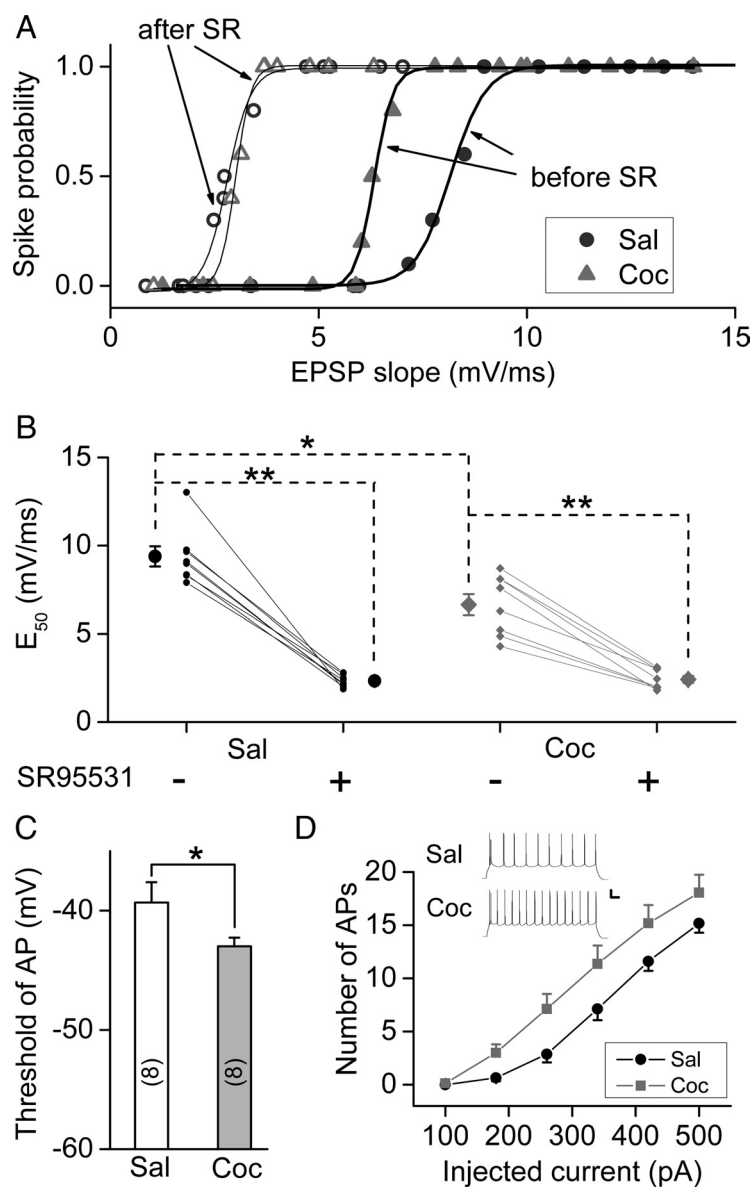 A
after SR
before SR
Spike probability
1.0
0.5
0.0
Sal
Coc
0 5 10 15
EPSP slope (mV/ms)
B
*
**
**
E50 (mV/ms)
15
10
5
0
Sal Coc
SR95531 - + - +
C
*
Threshold of AP (mV)
-40
-50
-60
(8) (8)
Sal Coc
D
Sal
Coc
Number of APs
20
15
10
5
0
Sal
Coc
100 200 300 400 500
Injected current (pA)